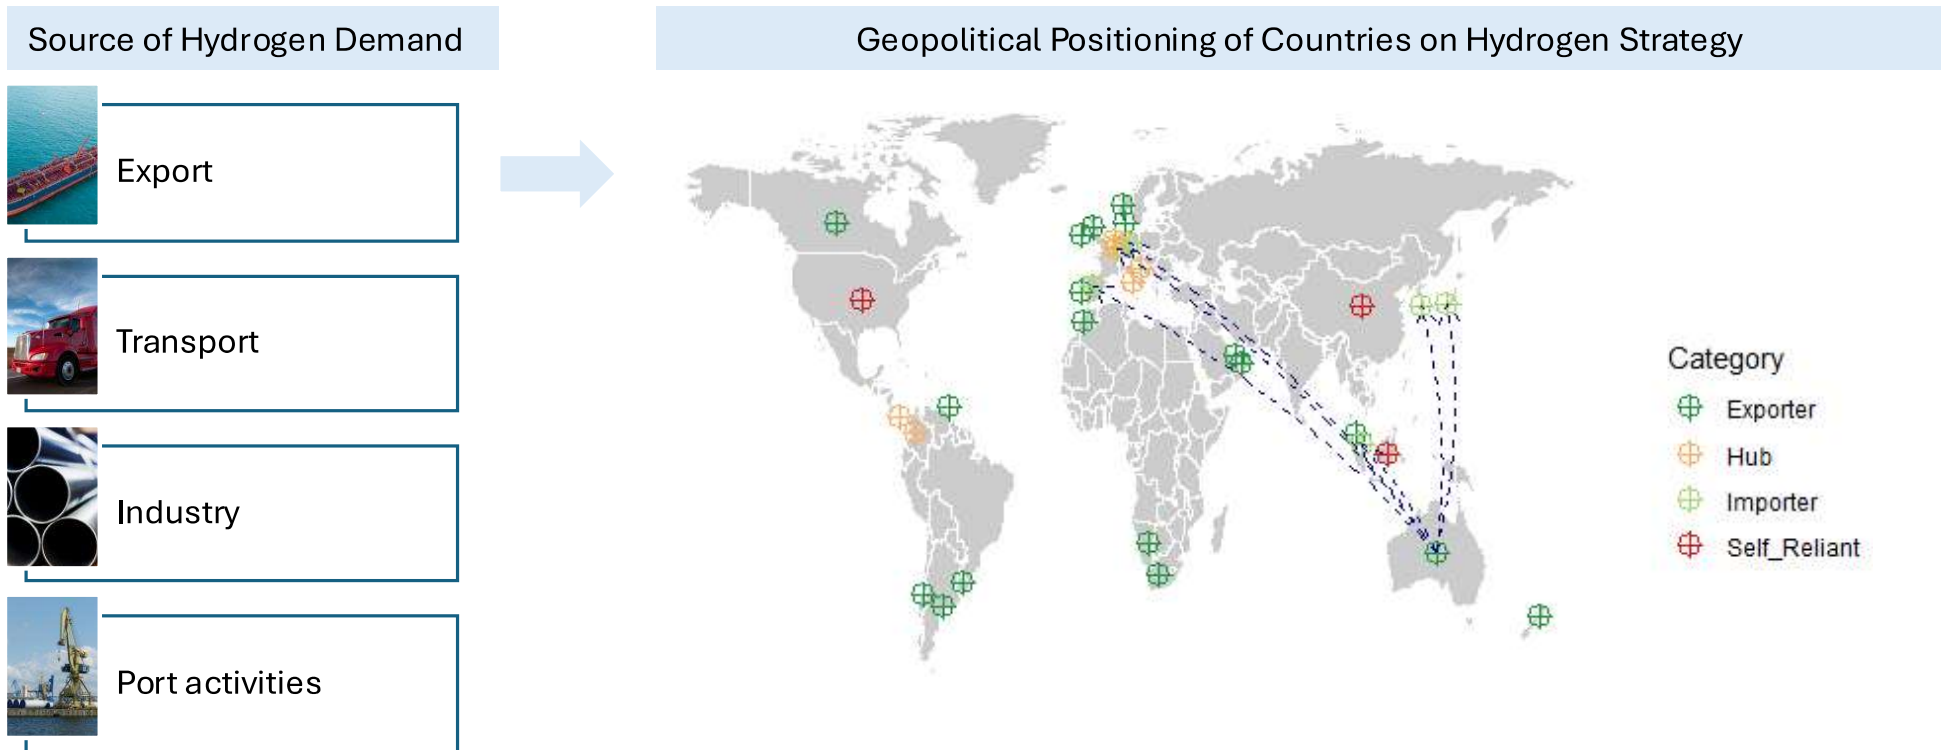 Source of Hydrogen Demand
Geopolitical Positioning of Countries on Hydrogen Strategy
Export
Transport
Industry
Port activities
Category
Exporter
Hub
Importer
Self_Reliant